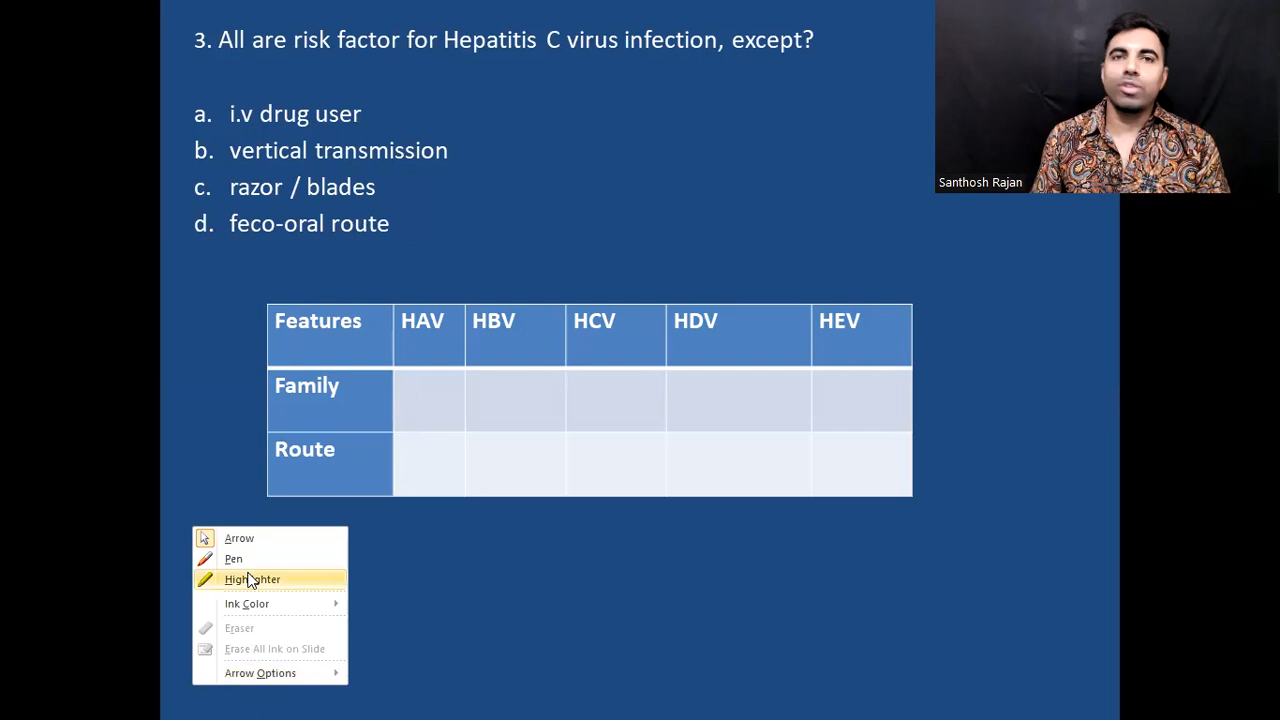 3. All are risk factor for Hepatitis C virus infection, except?
a. i.v drug user
b. vertical transmission
c. razor / blades
d. feco-oral route
Santhosh Rajan
Features HAV HBV HCV HDV HEV
Family
Route
Arrow
Pen
Highlighter
Ink Color
Eraser
Erase All Ink on Slide
Arrow Options